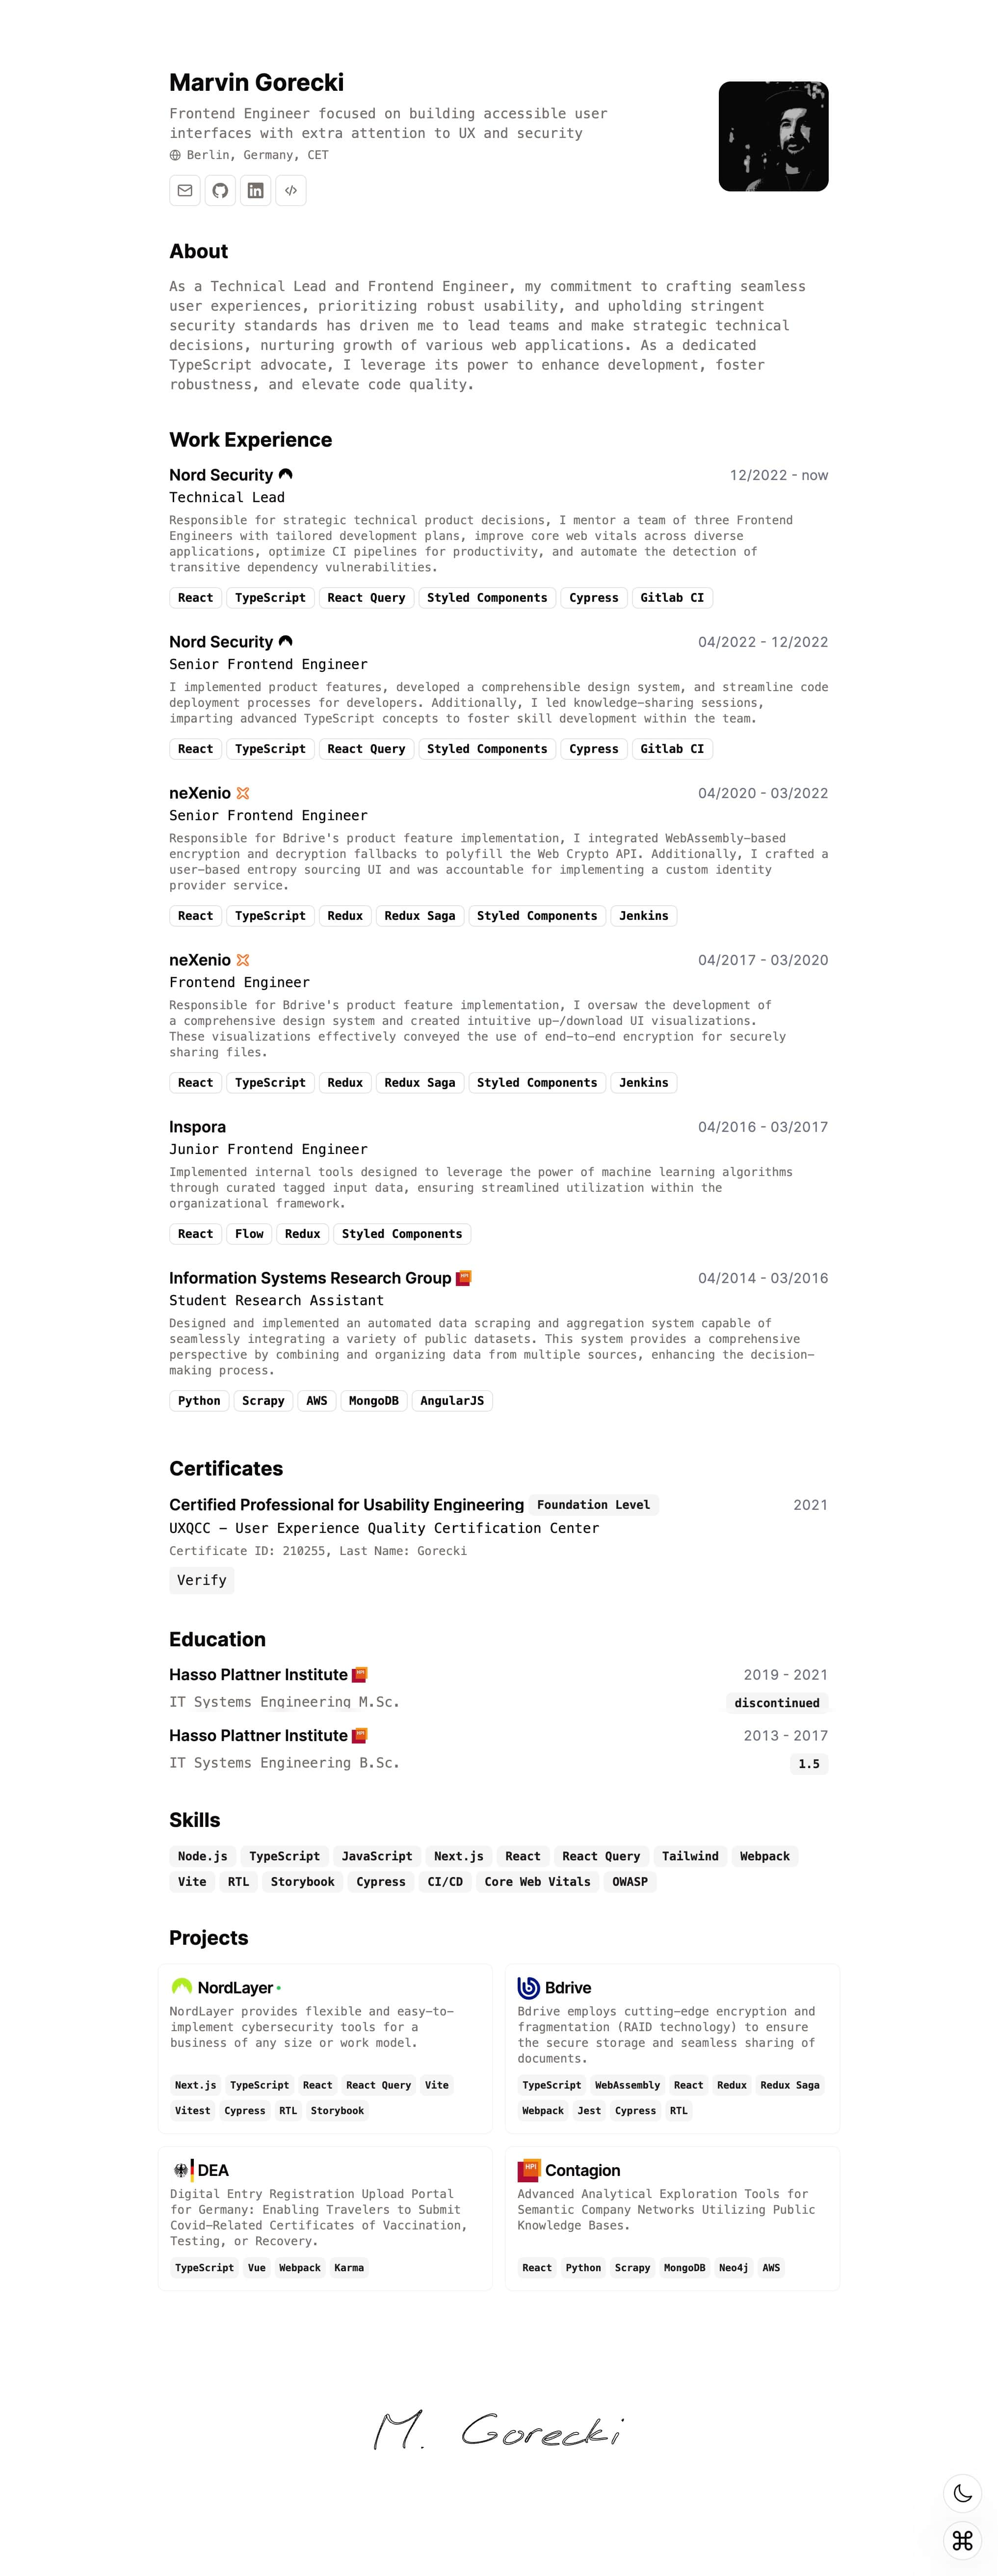 Marvin Gorecki
Frontend Engineer focused on building accessible user
interfaces with extra attention to UX and security
Berlin, Germany, CET
About
As a Technical Lead and Frontend Engineer, my commitment to crafting seamless
user experiences, prioritizing robust usability, and upholding stringent
security standards has driven me to lead teams and make strategic technical
decisions, nurturing growth of various web applications. As a dedicated
TypeScript advocate, I leverage its power to enhance development, foster
robustness, and elevate code quality.
Work Experience
Nord Security 12/2022 - now
Technical Lead
Responsible for strategic technical product decisions, I mentor a team of three Frontend
Engineers with tailored development plans, improve core web vitals across diverse
applications, optimize CI pipelines for productivity, and automate the detection of
transitive dependency vulnerabilities.
React TypeScript React Query Styled Components Cypress Gitlab CI
Nord Security 04/2022 - 12/2022
Senior Frontend Engineer
I implemented product features, developed a comprehensible design system, and streamline code
deployment processes for developers. Additionally, I led knowledge-sharing sessions,
imparting advanced TypeScript concepts to foster skill development within the team.
React TypeScript React Query Styled Components Cypress Gitlab CI
neXenio 04/2020 - 03/2022
Senior Frontend Engineer
Responsible for Bdrive's product feature implementation, I integrated WebAssembly-based
encryption and decryption fallbacks to polyfill the Web Crypto API. Additionally, I crafted a
user-based entropy sourcing UI and was accountable for implementing a custom identity
provider service.
React TypeScript Redux Redux Saga Styled Components Jenkins
neXenio 04/2017 - 03/2020
Frontend Engineer
Responsible for Bdrive's product feature implementation, I oversaw the development of
a comprehensive design system and created intuitive up-/download UI visualizations.
These visualizations effectively conveyed the use of end-to-end encryption for securely
sharing files.
React TypeScript Redux Redux Saga Styled Components Jenkins
Inspora 04/2016 - 03/2017
Junior Frontend Engineer
Implemented internal tools designed to leverage the power of machine learning algorithms
through curated tagged input data, ensuring streamlined utilization within the
organizational framework.
React Flow Redux Styled Components
Information Systems Research Group HPI 04/2014 - 03/2016
Student Research Assistant
Designed and implemented an automated data scraping and aggregation system capable of
seamlessly integrating a variety of public datasets. This system provides a comprehensive
perspective by combining and organizing data from multiple sources, enhancing the decision-
making process.
Python Scrapy AWS MongoDB AngularJS
Certificates
Certified Professional for Usability Engineering Foundation Level 2021
UXQCC - User Experience Quality Certification Center
Certificate ID: 210255, Last Name: Gorecki
Verify
Education
Hasso Plattner Institute HPI 2019 - 2021
IT Systems Engineering M.Sc. discontinued
Hasso Plattner Institute HPI 2013 - 2017
IT Systems Engineering B.Sc. 1.5
Skills
Node.js TypeScript JavaScript Next.js React React Query Tailwind Webpack
Vite RTL Storybook Cypress CI/CD Core Web Vitals OWASP
Projects
NordLayer
NordLayer provides flexible and easy-to-
implement cybersecurity tools for a
business of any size or work model.
Next.js TypeScript React React Query Vite
Vitest Cypress RTL Storybook
Bdrive
Bdrive employs cutting-edge encryption and
fragmentation (RAID technology) to ensure
the secure storage and seamless sharing of
documents.
TypeScript WebAssembly React Redux Redux Saga
Webpack Jest Cypress RTL
DEA
Digital Entry Registration Upload Portal
for Germany: Enabling Travelers to Submit
Covid-Related Certificates of Vaccination,
Testing, or Recovery.
TypeScript Vue Webpack Karma
HPI Contagion
Advanced Analytical Exploration Tools for
Semantic Company Networks Utilizing Public
Knowledge Bases.
React Python Scrapy MongoDB Neo4j AWS
M. Gorecki